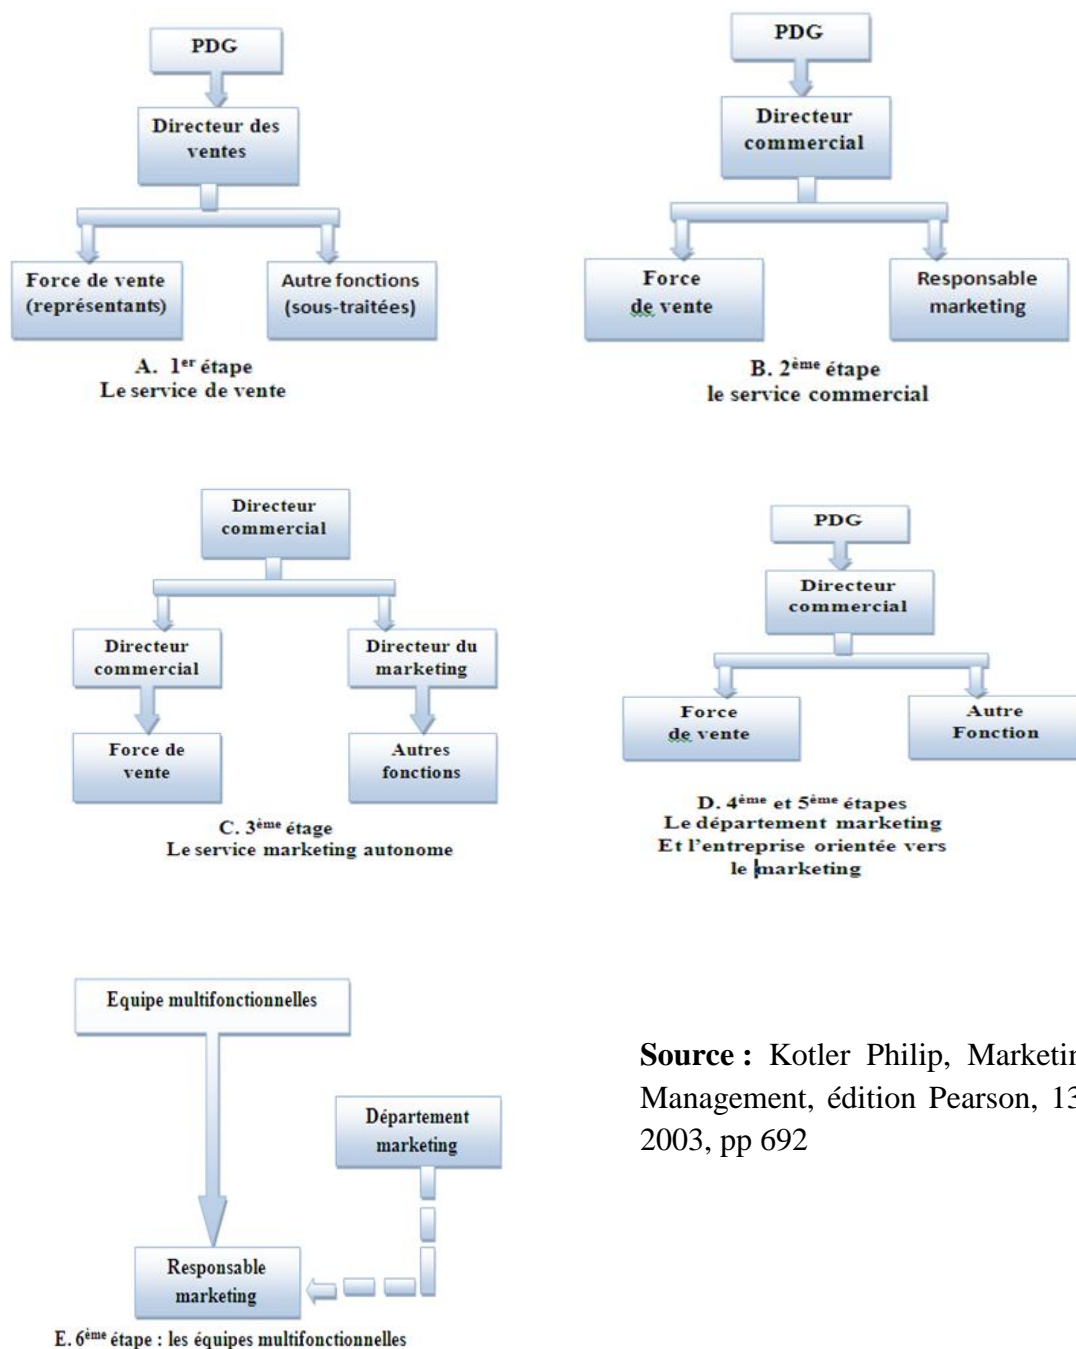 PDG
Directeur des
ventes
Force de vente
(représentants)
Autre fonctions
(sous-traitées)
A. 1er étape
Le service de vente
PDG
Directeur
commercial
Force
de vente
Responsable
marketing
B. 2ème étape
le service commercial
Directeur
commercial
Directeur
commercial
Directeur du
marketing
Force de
vente
Autres
fonctions
C. 3ème étage
Le service marketing autonome
PDG
Directeur
commercial
Force
de vente
Autre
Fonction
D. 4ème et 5ème étapes
Le département marketing
Et l'entreprise orientée vers
le marketing
Equipe multifonctionnelles
Département
marketing
Responsable
marketing
E. 6ème étape : les équipes multifonctionnelles
Source : Kotler Philip,
Management, édition Pearson,
2003, pp 692